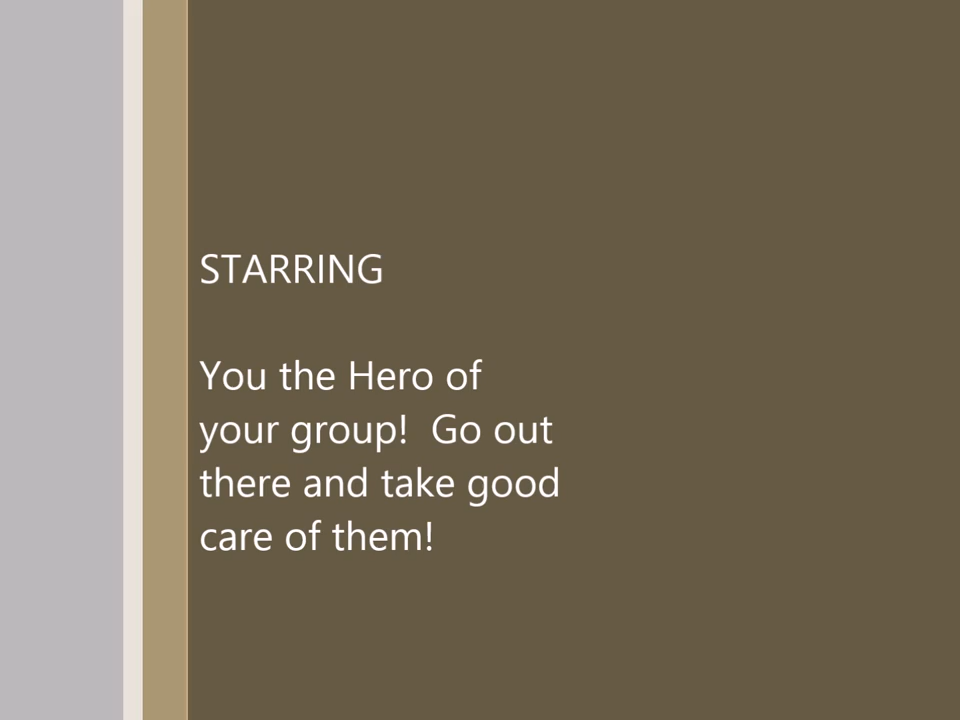 STARRING
You the Hero of
your group!  Go out
there and take good
care of them!